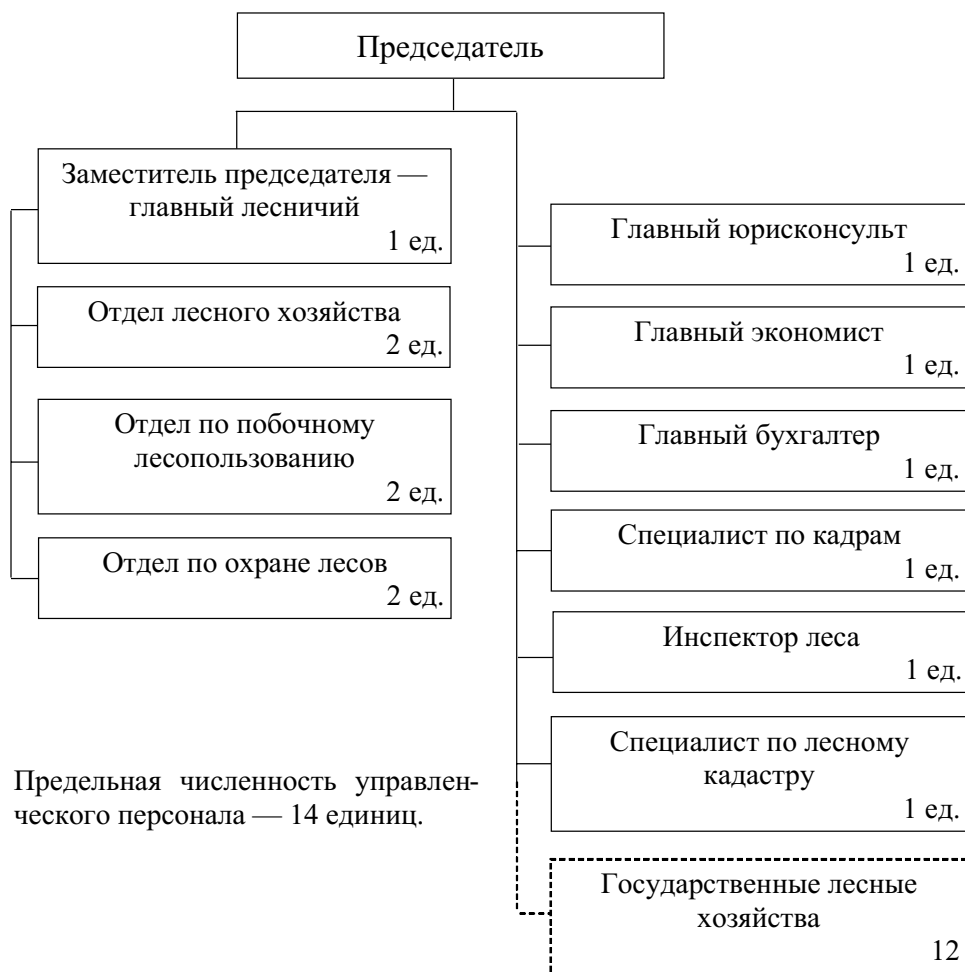 Председатель
Заместитель председателя —
главный лесничий
1 ед.
Отдел лесного хозяйства
2 ед.
Отдел по побочному
лесопользованию
2 ед.
Отдел по охране лесов
2 ед.
Главный юрисконсульт
1 ед.
Главный экономист
1 ед.
Главный бухгалтер
1 ед.
Специалист по кадрам
1 ед.
Инспектор леса
1 ед.
Специалист по лесному
кадастру
1 ед.
Государственные лесные
хозяйства
12
Предельная численность управлен-
ческого персонала — 14 единиц.